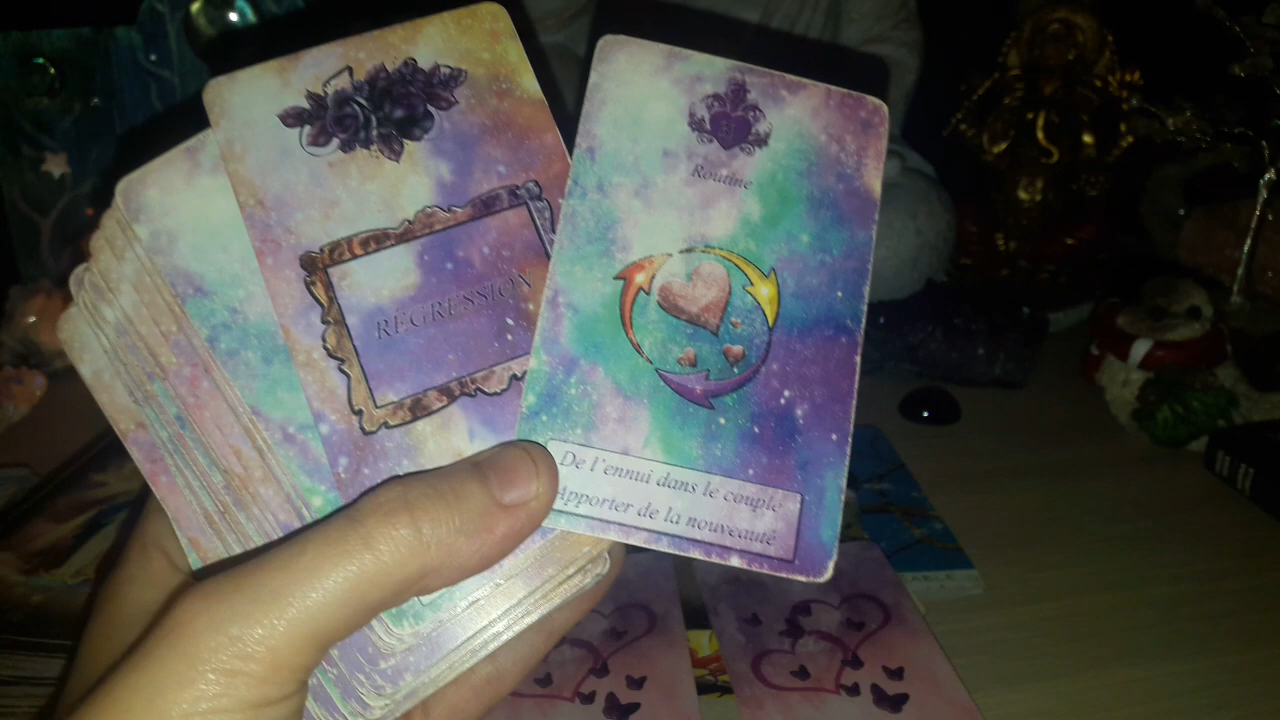 RÉGRESSION
Routine
De l'ennui dans le couple
Apporter de la nouveauté